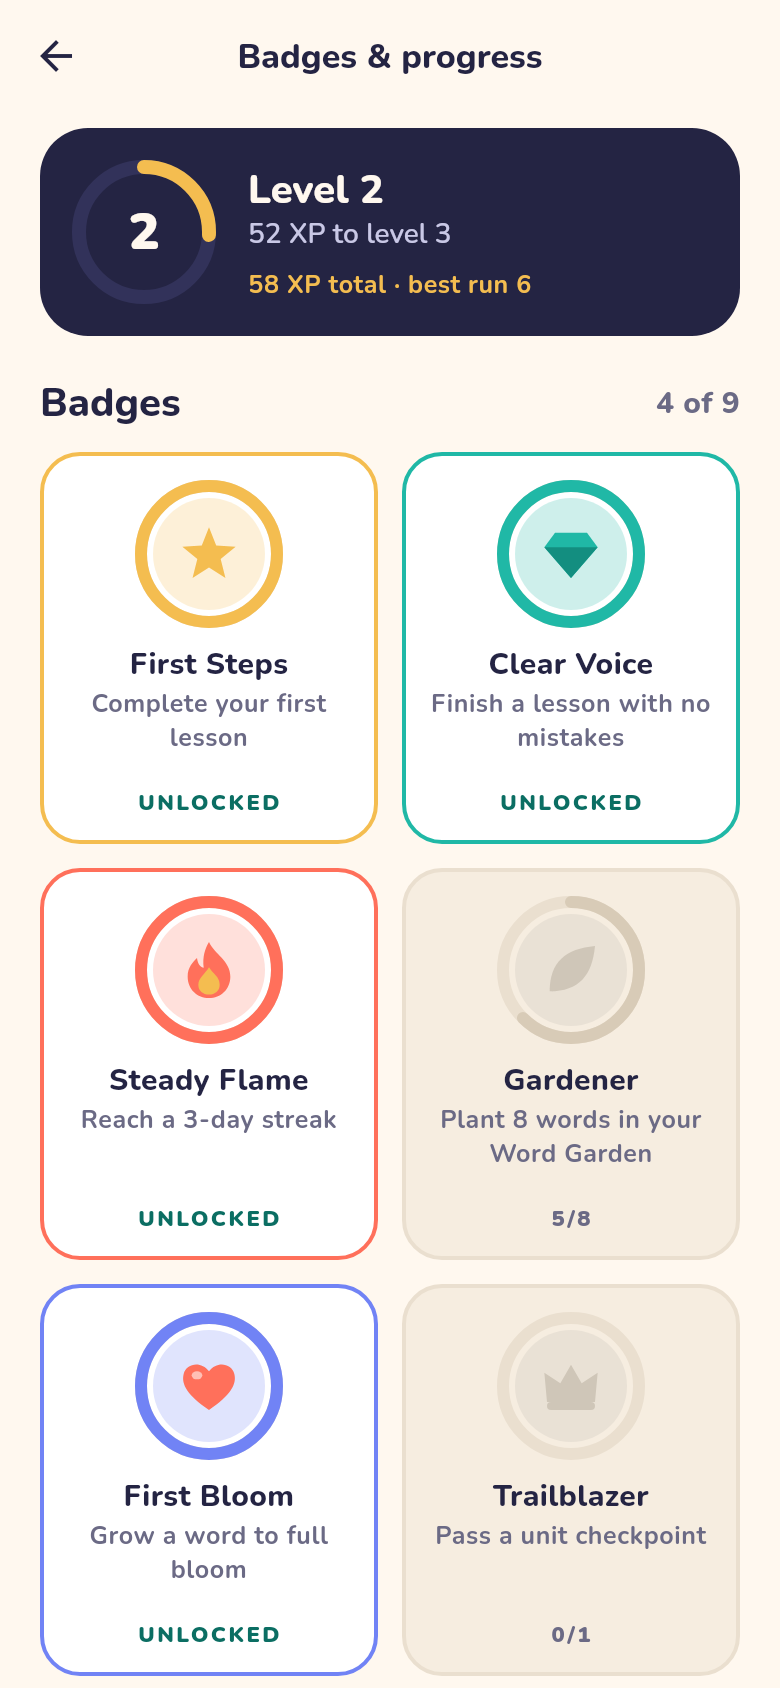 Badges & progress
2
Level 2
52 XP to level 3
58 XP total · best run 6
Badges
4 of 9
First Steps
Complete your first
lesson
UNLOCKED
Clear Voice
Finish a lesson with no
mistakes
UNLOCKED
Steady Flame
Reach a 3-day streak
UNLOCKED
Gardener
Plant 8 words in your
Word Garden
5/8
First Bloom
Grow a word to full
bloom
UNLOCKED
Trailblazer
Pass a unit checkpoint
0/1